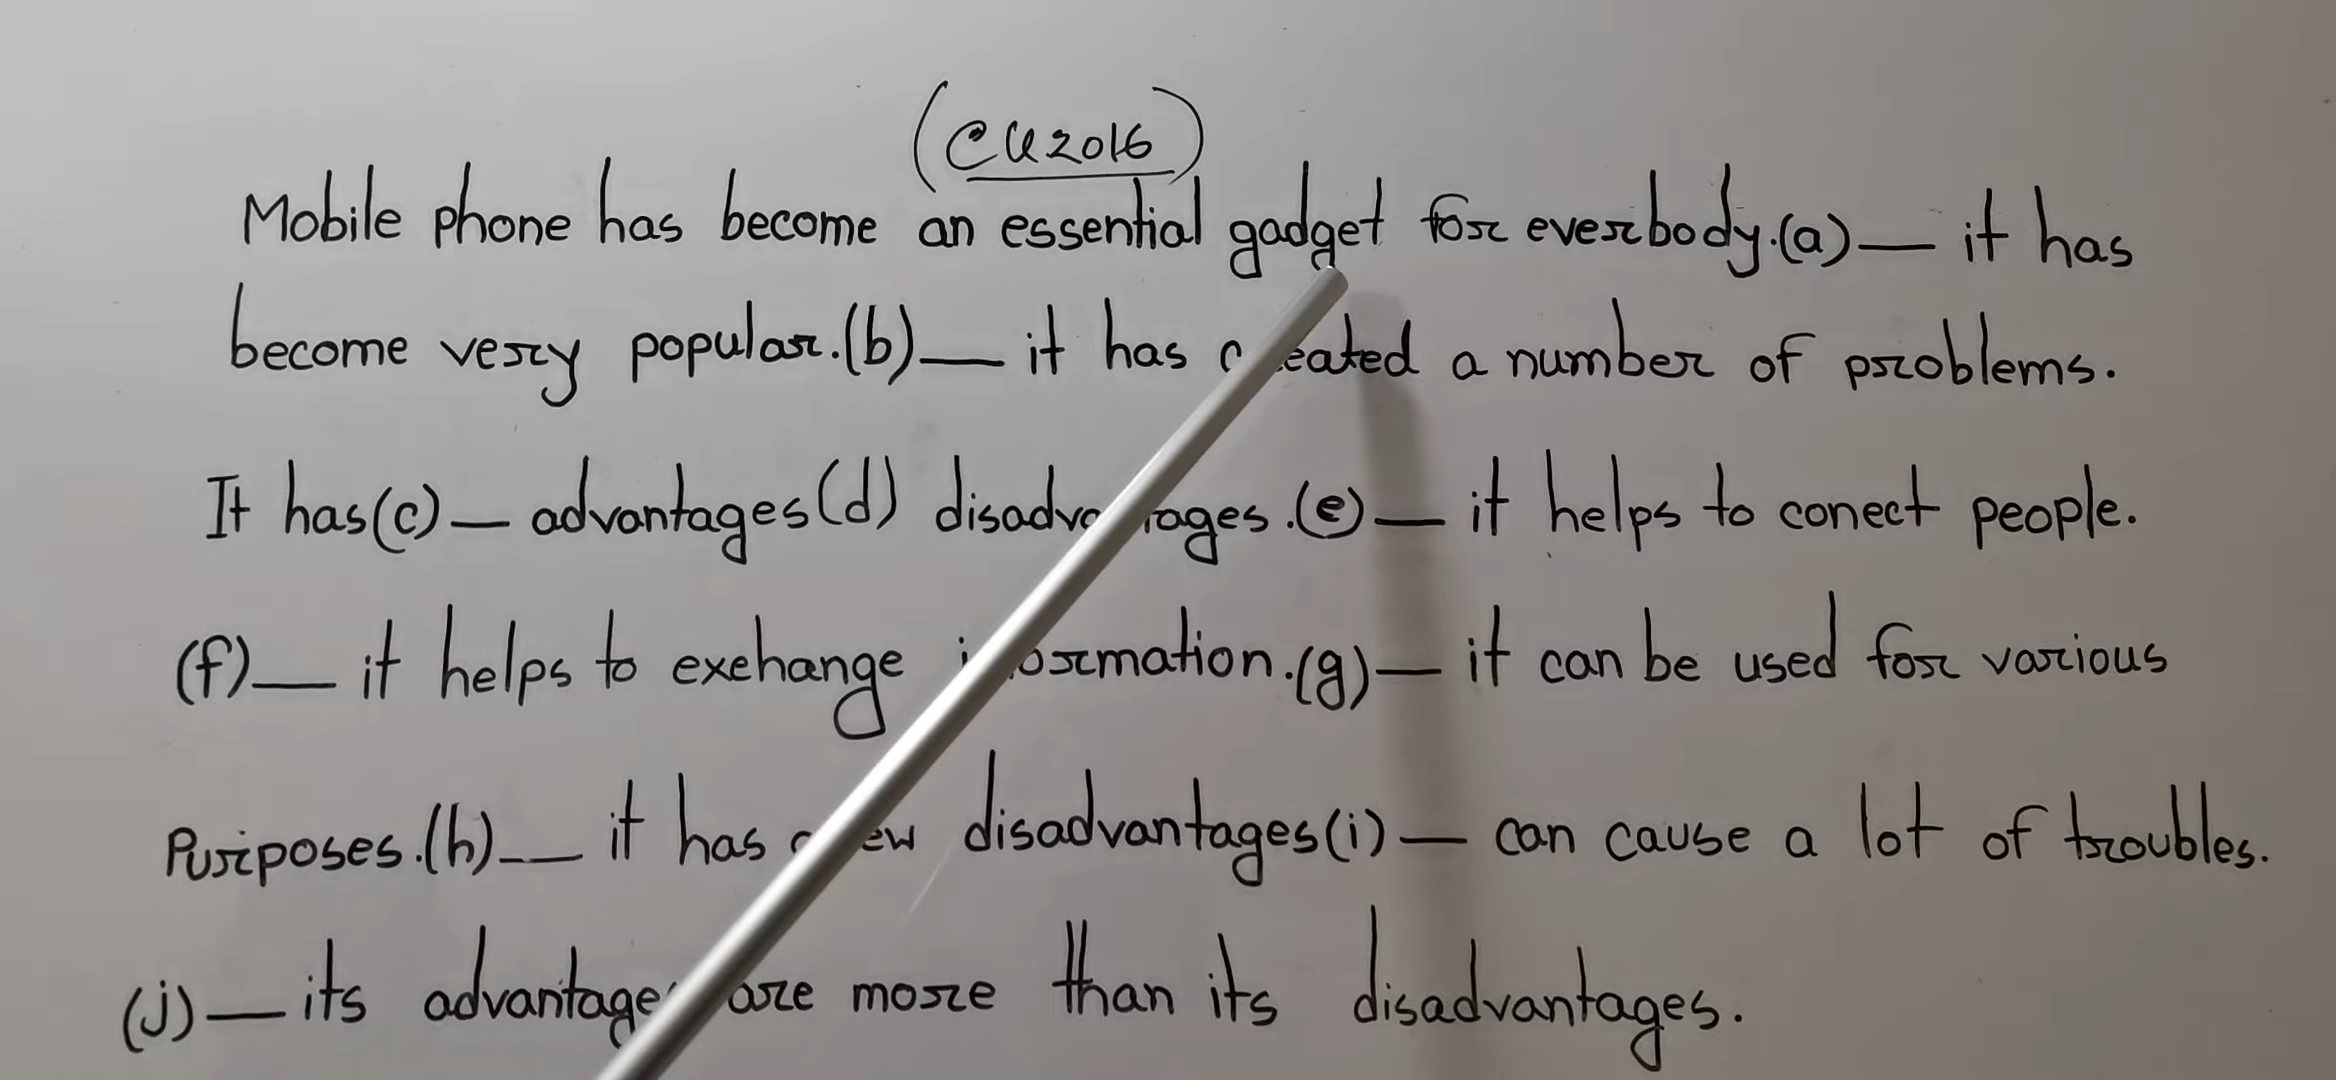 (CU2016)
Mobile phone has become an essential gadget for everbody.(a)— it has
become very popular.(b)— it has a number of problems.
It has(c)— advantages(d) .(e)— it helps to conect people.
(f)— it helps to exchange .(g)— it can be used for various
Purposes.(h)— it has disadvantages(i)— can cause a lot of troubles.
(j)— its are more than its disadvantages.